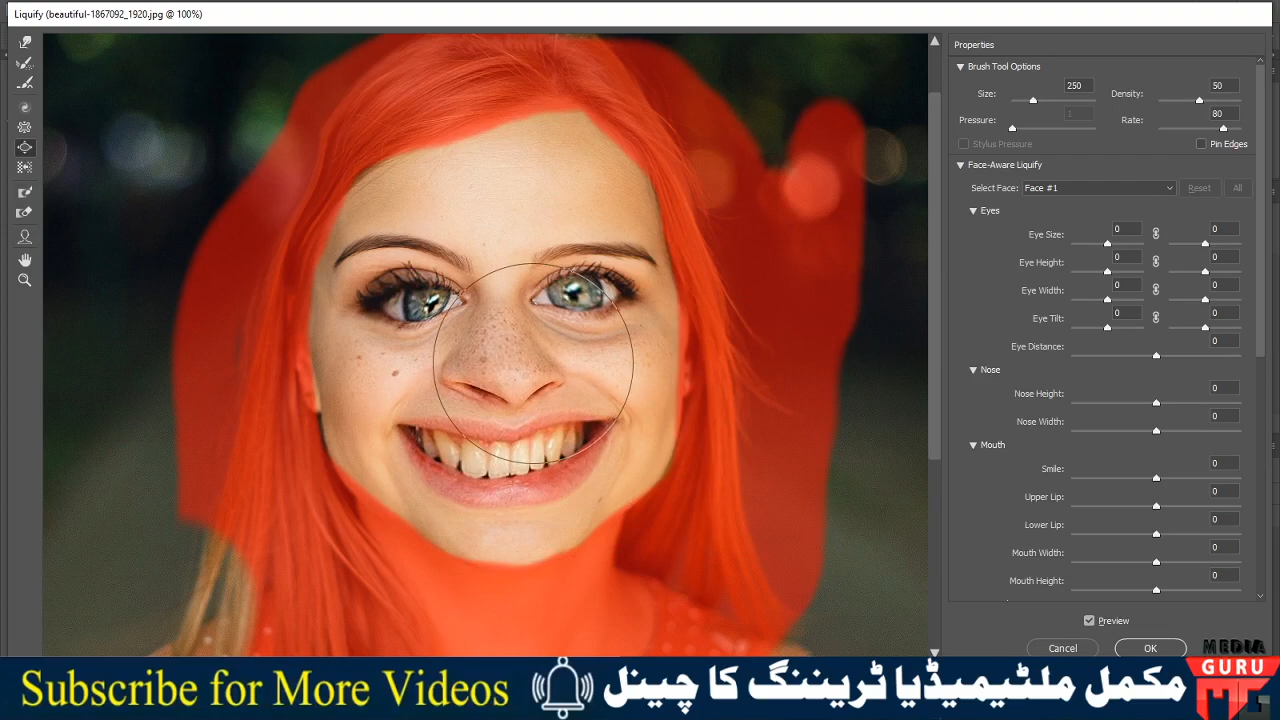 Liquify (beautiful-1867092_1920.jpg @ 100%)
Properties
Brush Tool Options
Size: 250 Density: 50
Pressure: 1 Rate: 80
Stylus Pressure Pin Edges
Face-Aware Liquify
Select Face: Face #1 Reset All
Eyes
Eye Size: 0 0
Eye Height: 0 0
Eye Width: 0 0
Eye Tilt: 0 0
Eye Distance: 0
Nose
Nose Height: 0
Nose Width: 0
Mouth
Smile: 0
Upper Lip: 0
Lower Lip: 0
Mouth Width: 0
Mouth Height: 0
Preview
Cancel OK
Subscribe for More Videos
مکمل ملٹیمیڈیا ٹریننگ کا چینل
MEDIA
GURU
MG